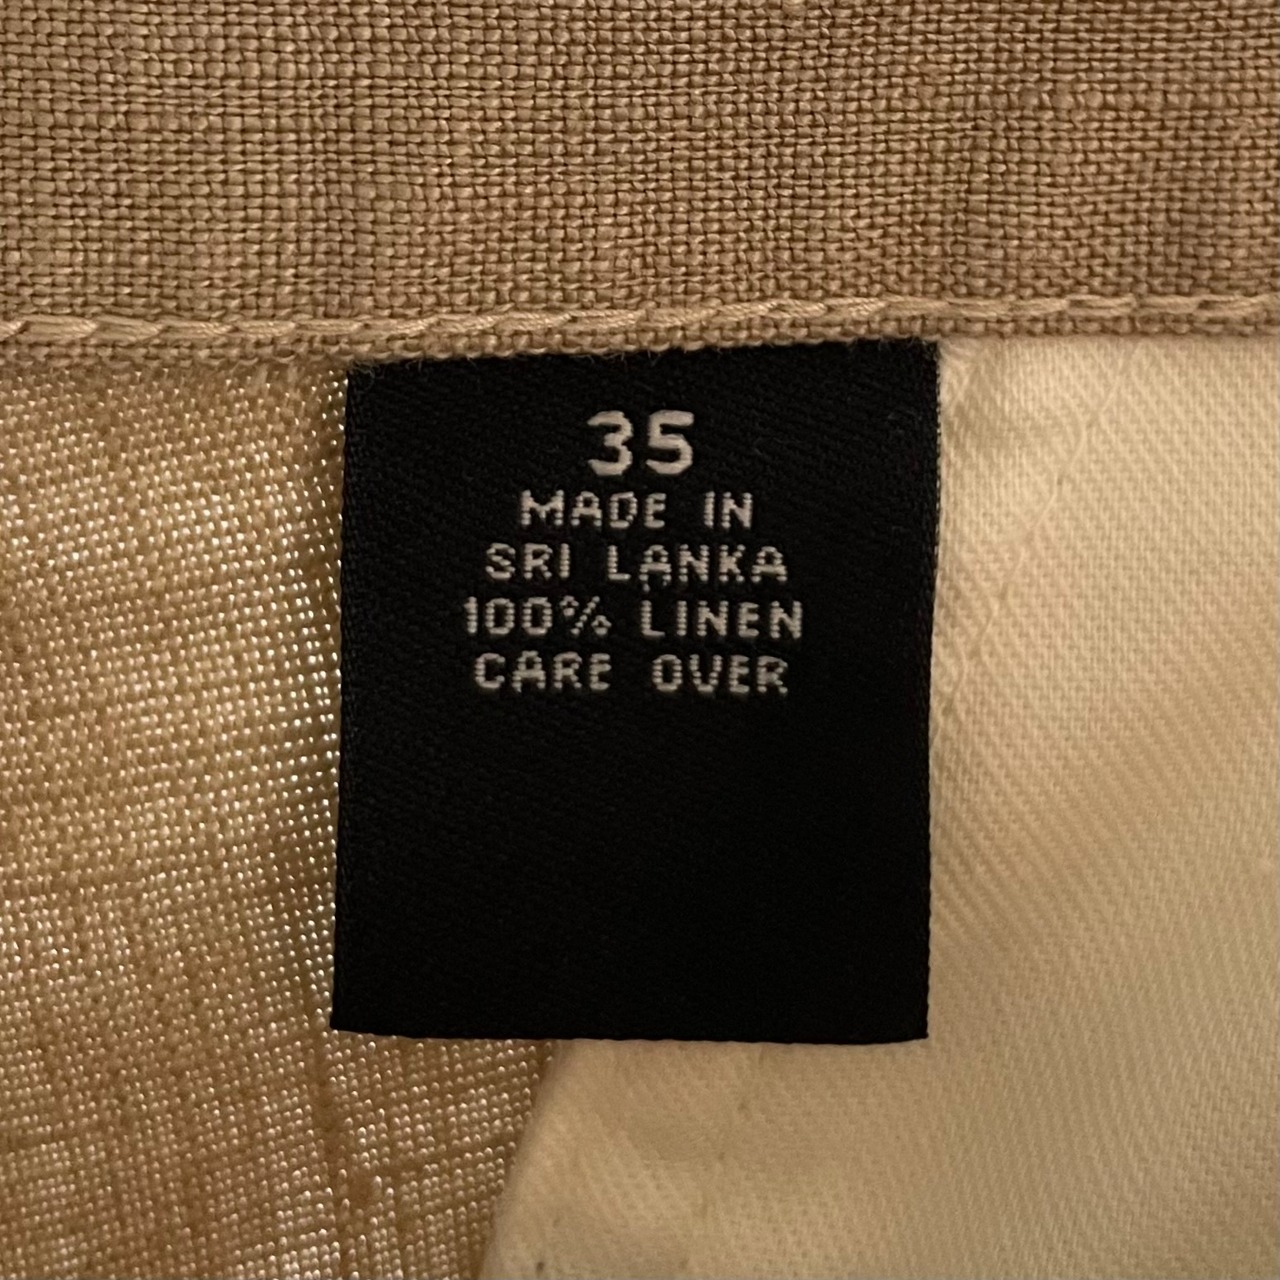 35
MADE IN
SRI LANKA
100% LINEN
CARE OVER